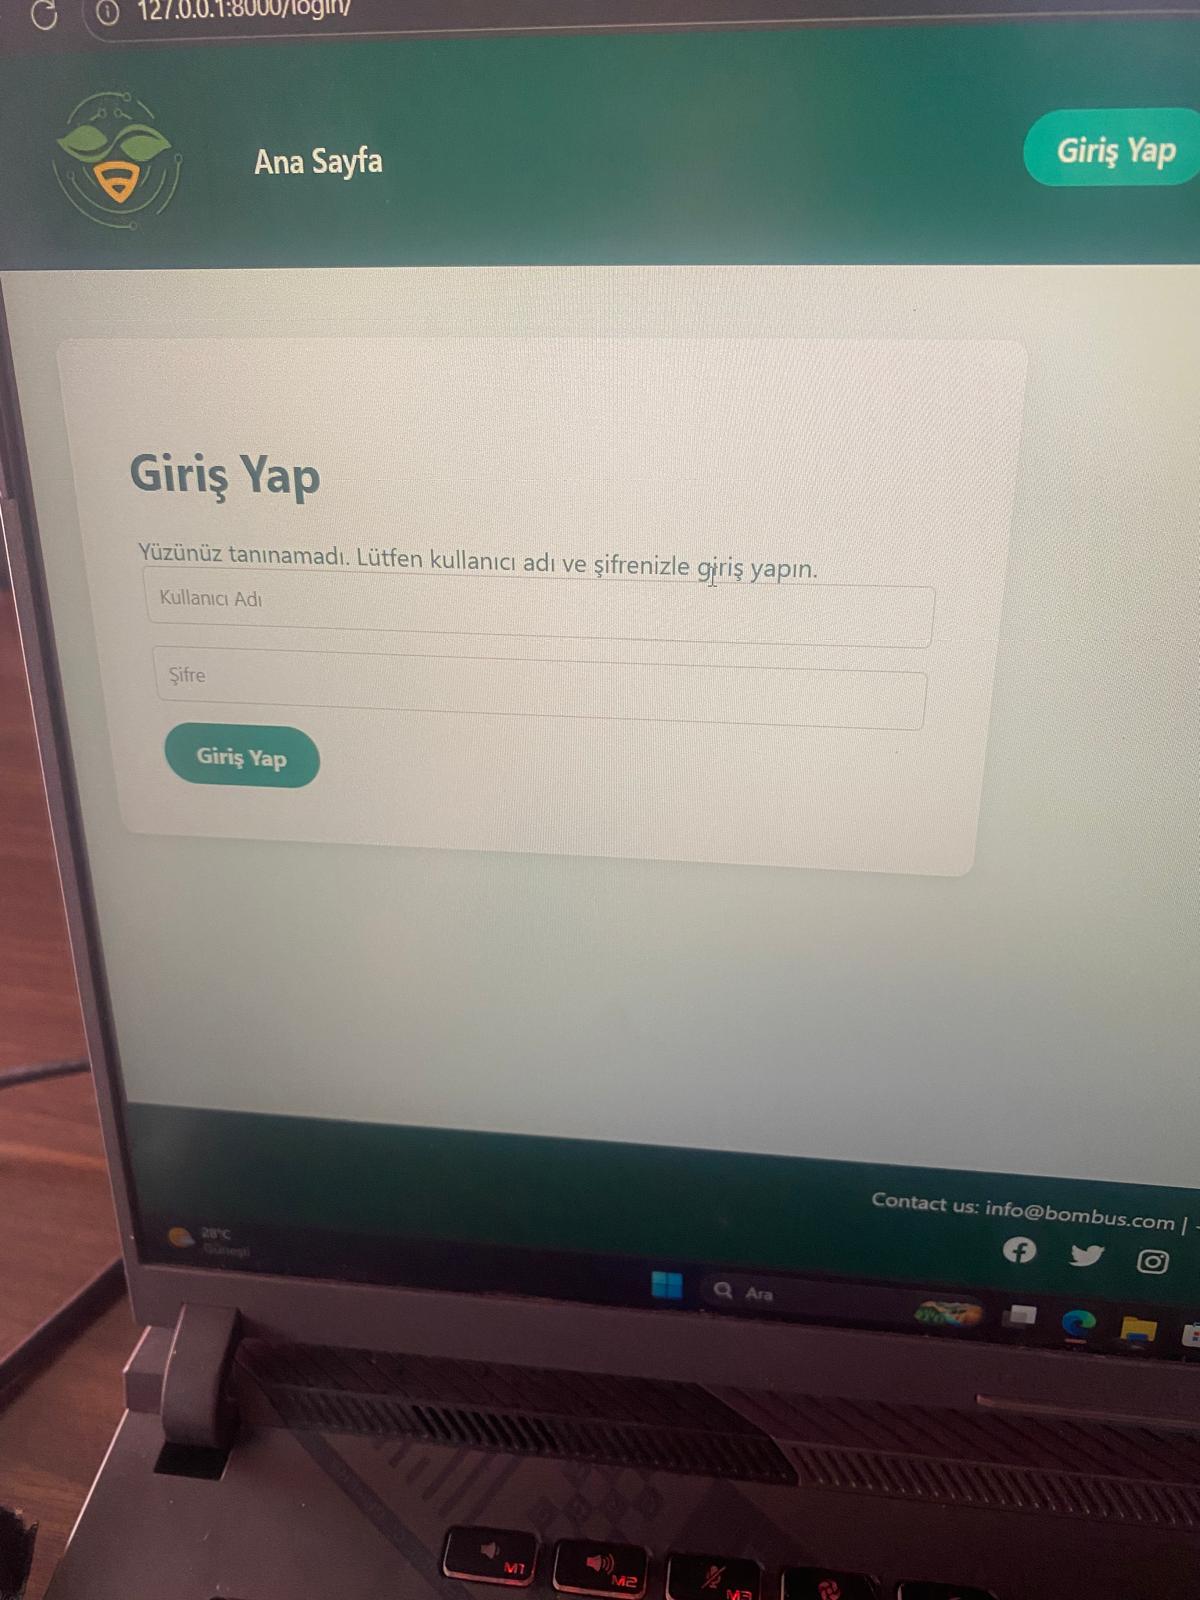 127.0.0.1:8000/login/
Ana Sayfa
Giriş Yap
Giriş Yap
Yüzünüz tanınamadı. Lütfen kullanıcı adı ve şifrenizle giriş yapın.
Kullanıcı Adı
Şifre
Giriş Yap
Contact us: info@bombus.com |
28°C
Güneşli
Ara
M1
M2
M3